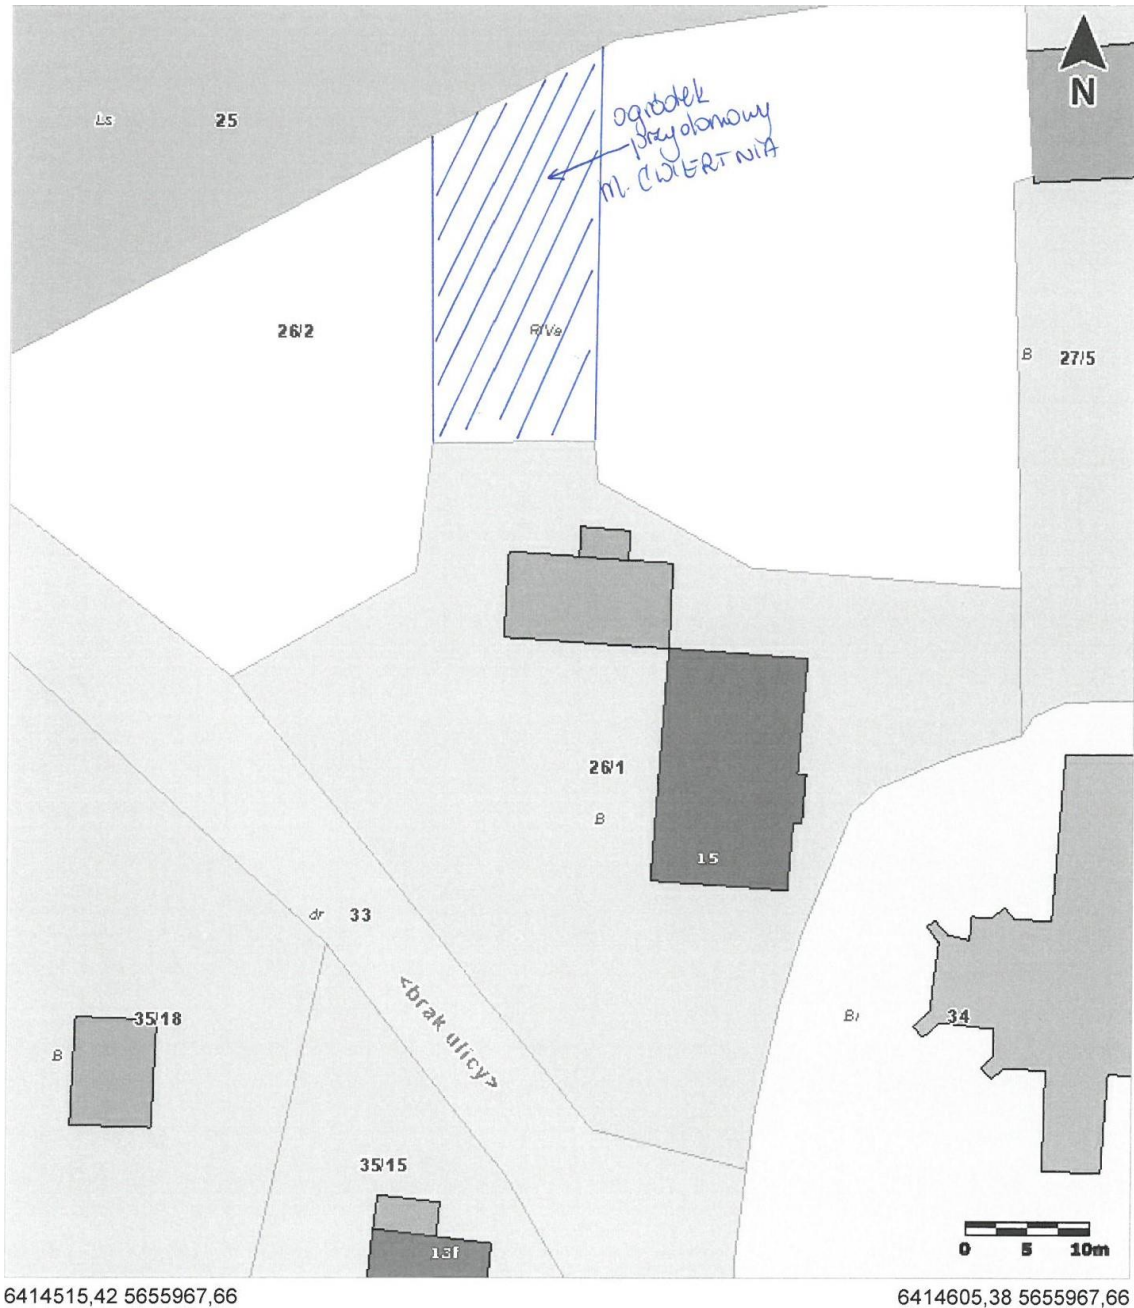 N
Ls 25
ogródek
przydomowy
M. ĆWIERTNIA
26/2
RIVa
B 27/5
26/1
B
15
dr 33
<brak ulicy>
35/18
B
Bi 34
35/15
13f
0 5 10m
6414515,42 5655967,66
6414605,38 5655967,66